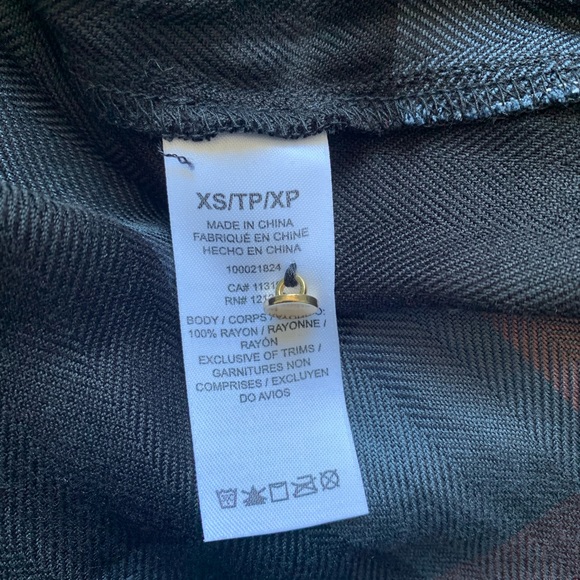 XS/TP/XP
MADE IN CHINA
FABRIQUÉ EN CHINE
HECHO EN CHINA
100021824
CA# 1131
RN# 121
BODY / CORPS /
100% RAYON / RAYONNE /
RAYÓN
EXCLUSIVE OF TRIMS /
GARNITURES NON
COMPRISES / EXCLUYEN
DO AVIOS